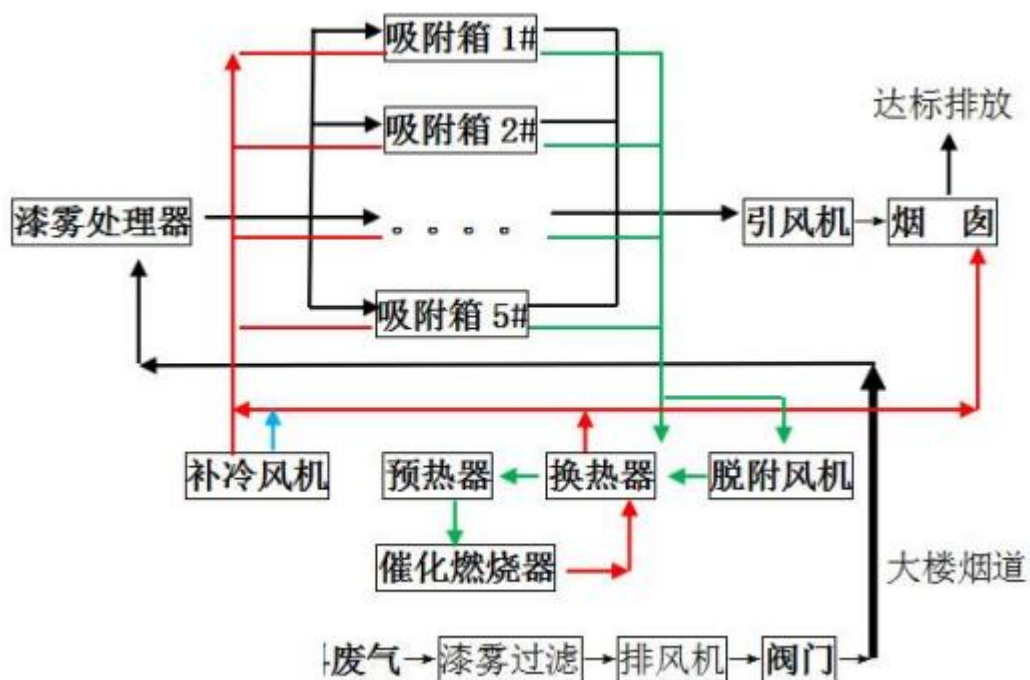 吸附箱 1#
达标排放
吸附箱 2#
漆雾处理器
引风机
烟 囱
吸附箱 5#
补冷风机
预热器
换热器
脱附风机
催化燃烧器
大楼烟道
废气
漆雾过滤
排风机
阀门